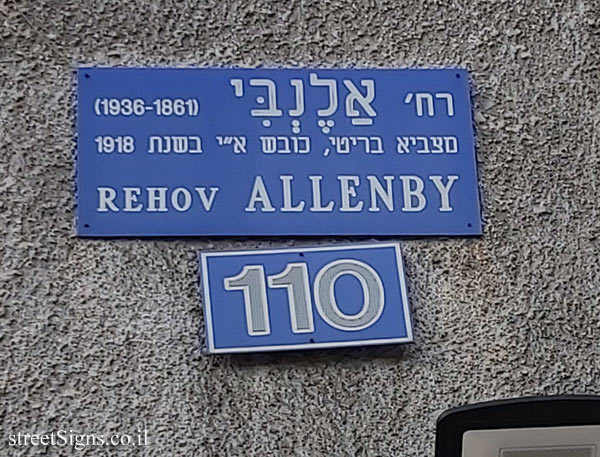 רח' אַלֶנְבִּי (1936-1861)
מצביא בריטי, כובש א״י בשנת 1918
REHOV ALLENBY
110
streetSigns.co.il